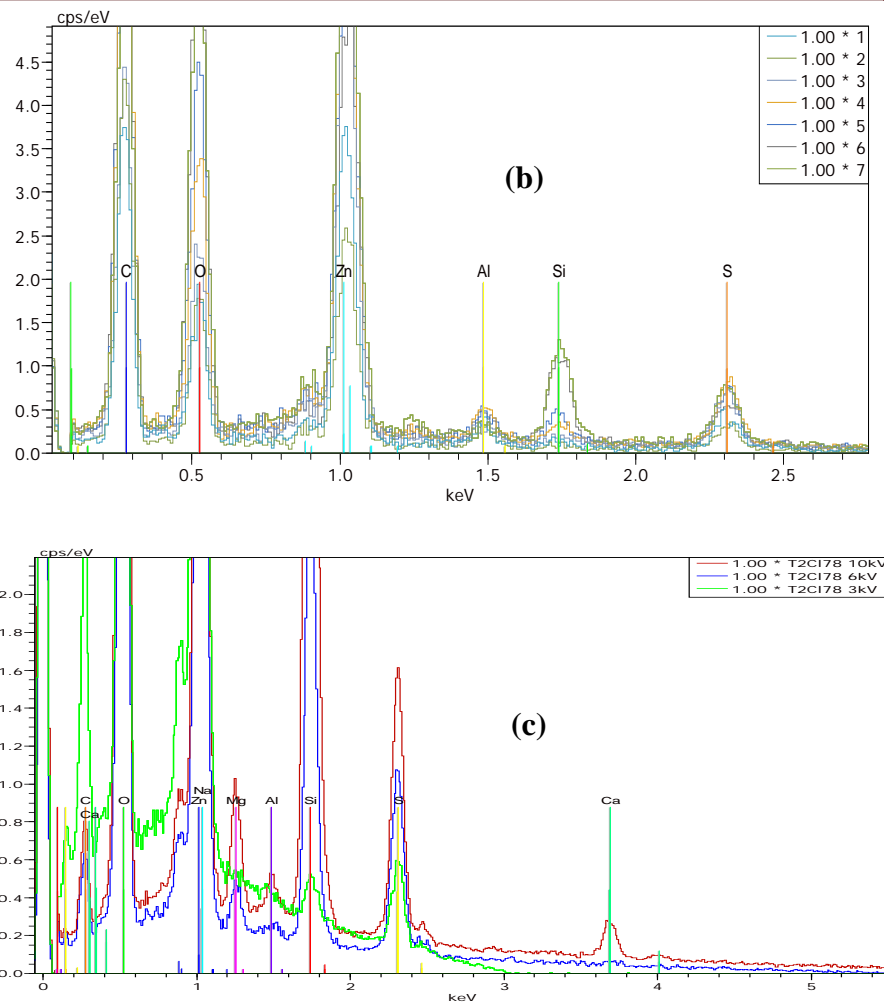 cps/eV
1.00 * 1
1.00 * 2
1.00 * 3
1.00 * 4
1.00 * 5
1.00 * 6
1.00 * 7
4.5
4.0
3.5
3.0
2.5
2.0
1.5
1.0
0.5
0.0
(b)
C O Zn Al Si S
0.5 1.0 1.5 2.0 2.5
keV
cps/eV
1.00 * T2CI78 10kV
1.00 * T2CI78 6kV
1.00 * T2CI78 3kV
2.0
1.8
1.6
1.4
1.2
1.0
0.8
0.6
0.4
0.2
0.0
(c)
Na
C O Zn Mg Al Si S Ca
Ca
0 1 2 3 4 5
keV